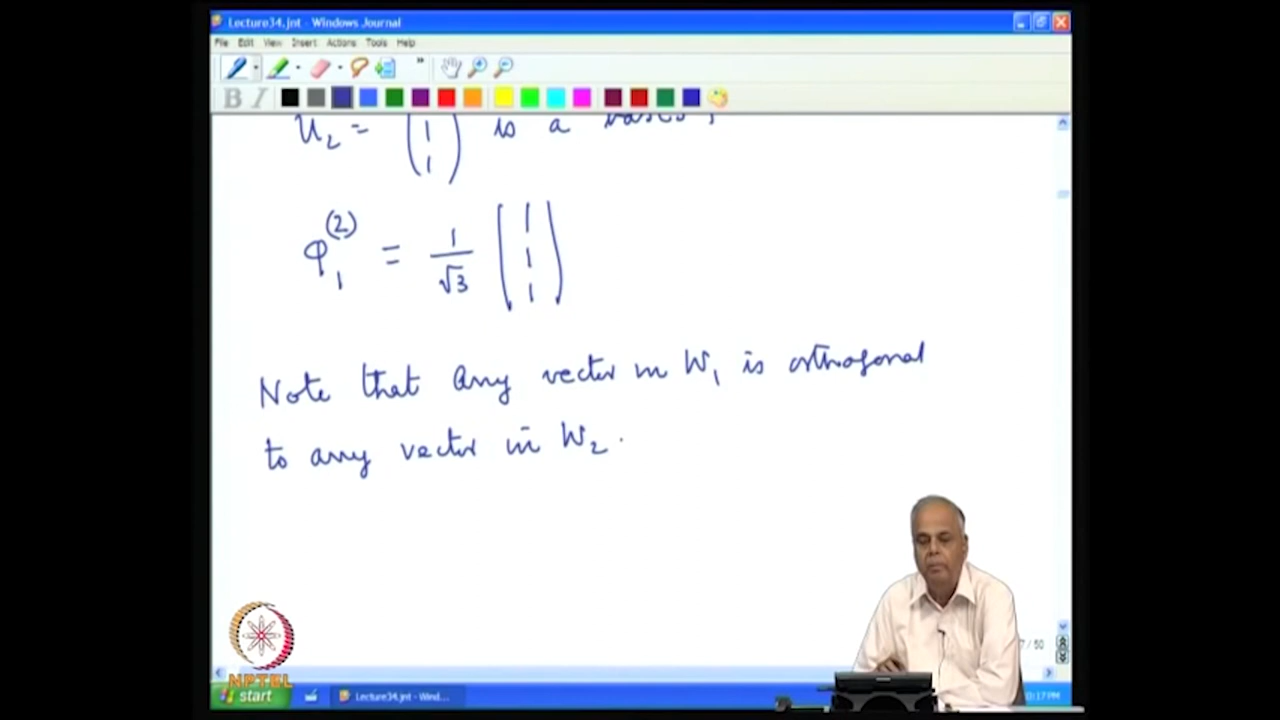 Lecture34.jnt - Windows Journal
File Edit View Insert Actions Tools Help
B I
u₂ = (1 1) is a
φ₁⁽²⁾ = 1/√3 (1 1 1)
Note that any vector in W₁ is orthogonal
to any vector in W₂.
NPTEL
start Lecture34.jnt - Wind...